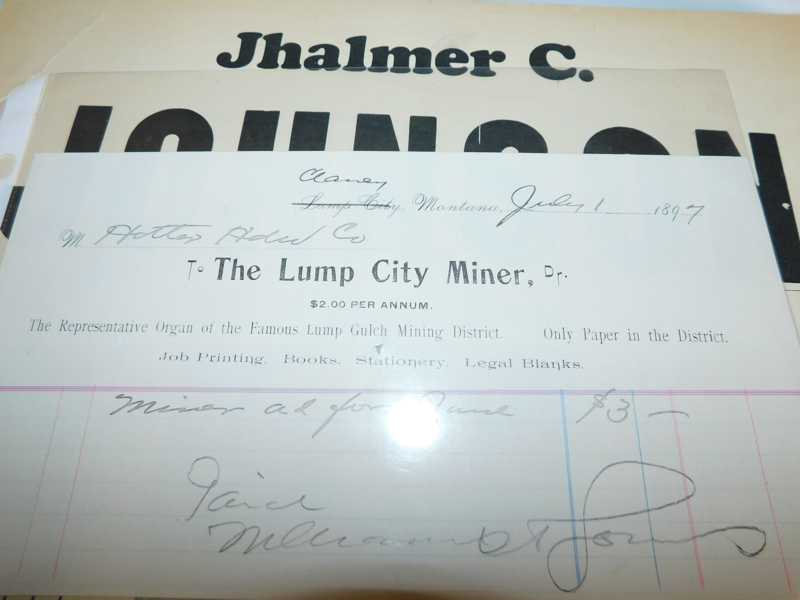 Jhalmer C.
JOHNSON
Clancy
Lump City, Montana, July 1 1897
M Hotter Hdw Co
To The Lump City Miner, Dr.
$2.00 PER ANNUM.
The Representative Organ of the Famous Lump Gulch Mining District. Only Paper in the District.
Job Printing, Books, Stationery, Legal Blanks.
Miner ad for June $3 —
Paid